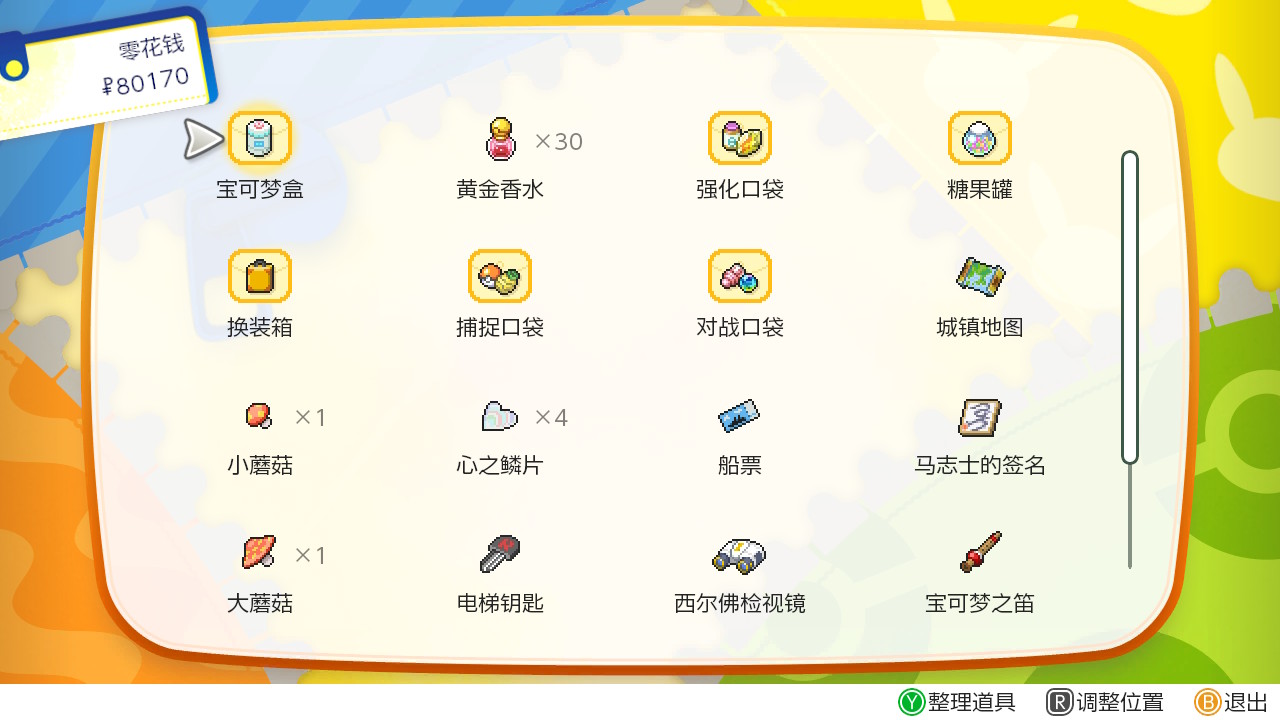 零花钱
₽80170
宝可梦盒
黄金香水 ×30
强化口袋
糖果罐
换装箱
捕捉口袋
对战口袋
城镇地图
小蘑菇 ×1
心之鳞片 ×4
船票
马志士的签名
大蘑菇 ×1
电梯钥匙
西尔佛检视镜
宝可梦之笛
Y 整理道具 R 调整位置 B 退出